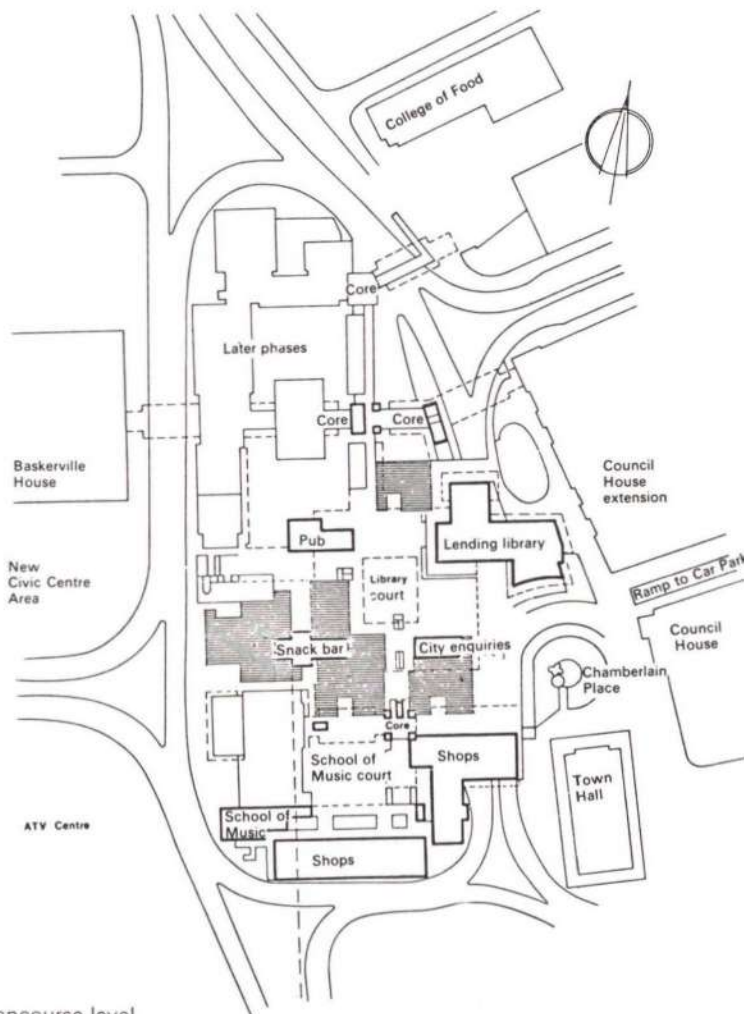 College of Food
Core
Later phases
Core
Core
Baskerville
House
Council
House
extension
Pub
Lending library
New
Civic Centre
Area
Library
court
Ramp to Car Park
Snack bar
City enquiries
Council
House
Chamberlain
Place
Core
School of
Music court
Shops
Town
Hall
School of
Music
ATV Centre
Shops